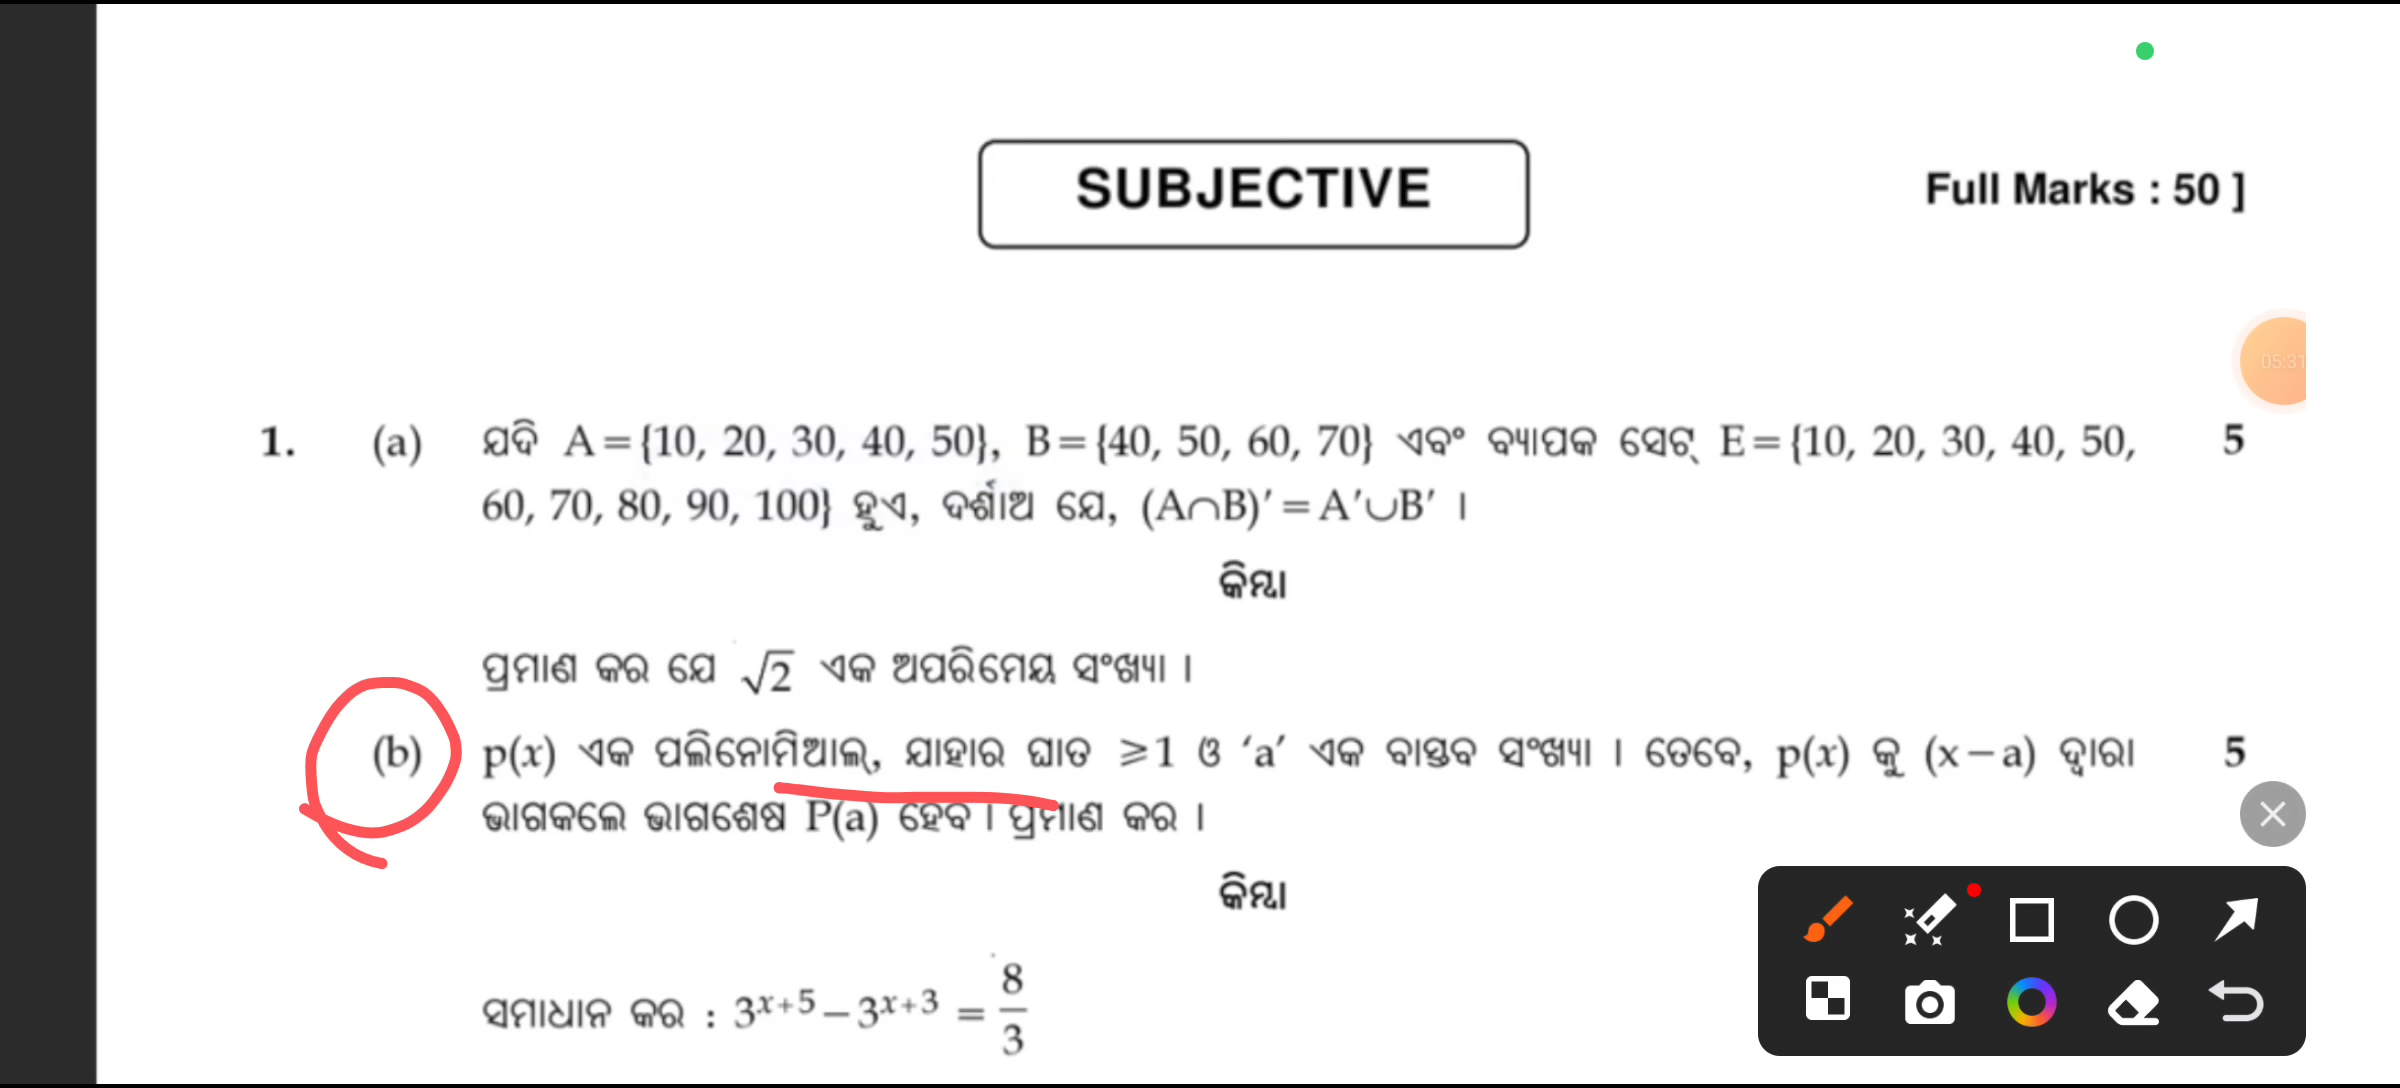 SUBJECTIVE
Full Marks : 50 ]
05:31
1. (a) ଯଦି A = {10, 20, 30, 40, 50}, B = {40, 50, 60, 70} ଏବଂ ବ୍ୟାପକ ସେଟ୍ E = {10, 20, 30, 40, 50, 5
60, 70, 80, 90, 100} ହୁଏ, ଦର୍ଶାଅ ଯେ, (A∩B)′ = A′∪B′ ।
କିମ୍ବା
ପ୍ରମାଣ କର ଯେ √2 ଏକ ଅପରିମେୟ ସଂଖ୍ୟା ।
(b) p(x) ଏକ ପଲିନୋମିଆଲ୍, ଯାହାର ଘାତ ⩾ 1 ଓ ‘a’ ଏକ ବାସ୍ତବ ସଂଖ୍ୟା । ତେବେ, p(x) କୁ (x – a) ଦ୍ୱାରା 5
ଭାଗକଲେ ଭାଗଶେଷ P(a) ହେବ । ପ୍ରମାଣ କର ।
କିମ୍ବା
ସମାଧାନ କର : 3^{x+5} – 3^{x+3} = 8/3